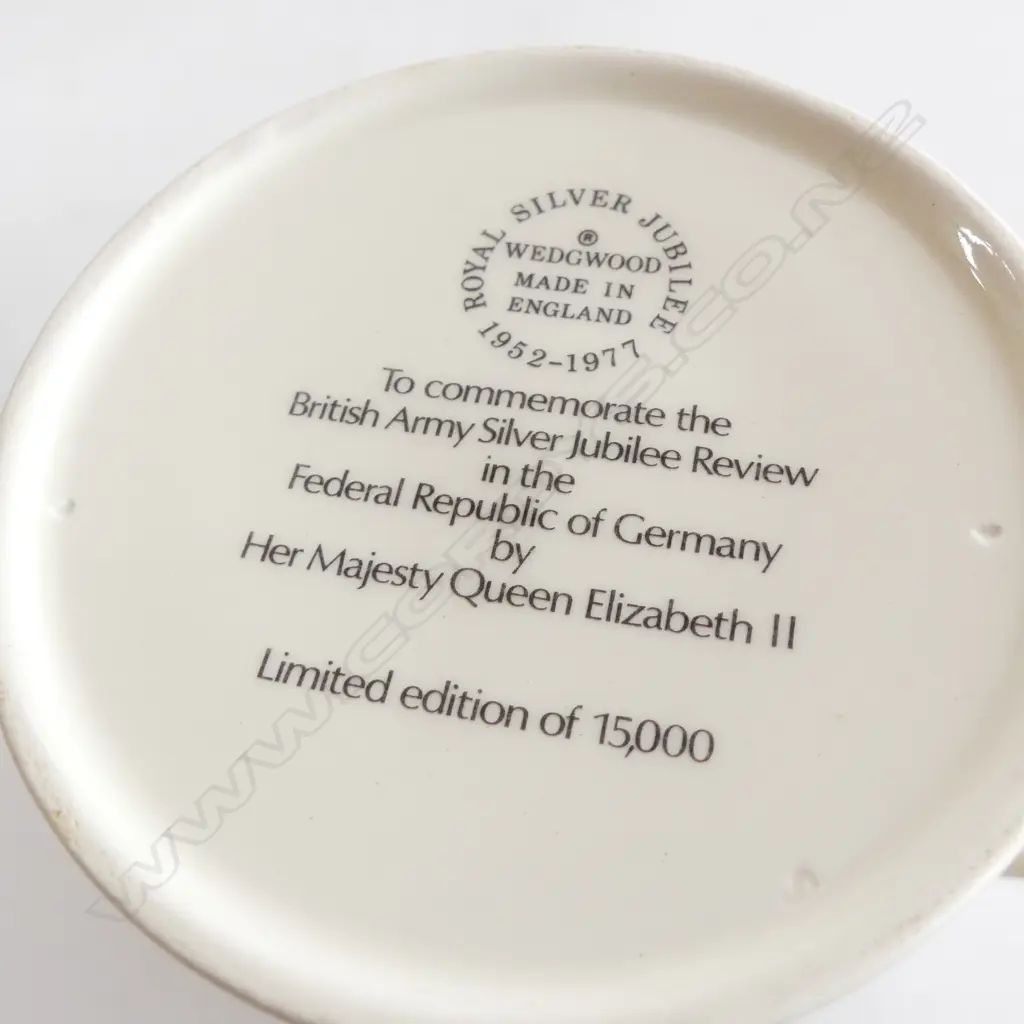 ROYAL SILVER JUBILEE
®
WEDGWOOD
MADE IN
ENGLAND
1952-1977
To commemorate the
British Army Silver Jubilee Review
in the
Federal Republic of Germany
by
Her Majesty Queen Elizabeth II
Limited edition of 15,000